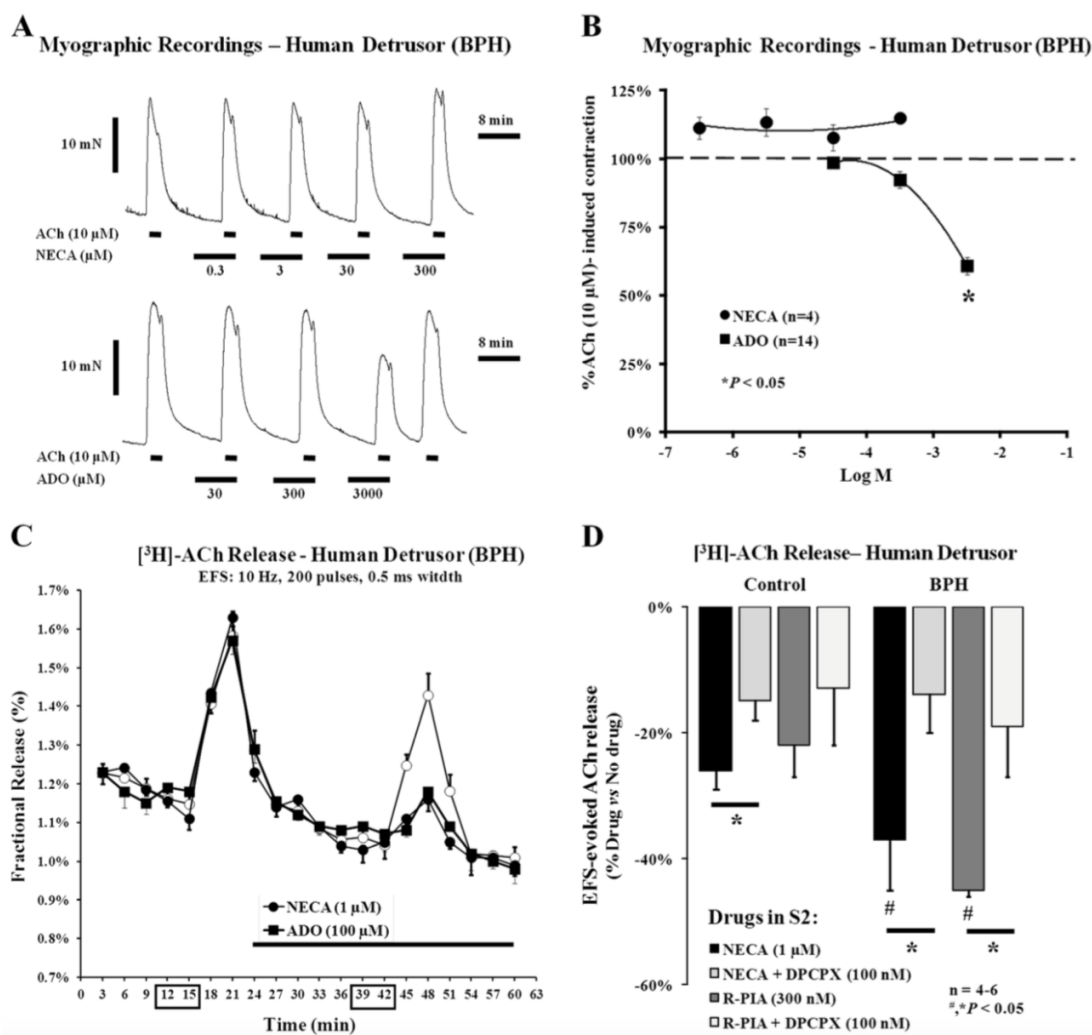 A
Myographic Recordings – Human Detrusor (BPH)
10 mN
8 min
ACh (10 µM)
NECA (µM)
0.3 3 30 300
10 mN
8 min
ACh (10 µM)
ADO (µM)
30 300 3000
B
Myographic Recordings - Human Detrusor (BPH)
%ACh (10 µM)- induced contraction
125%
100%
75%
50%
25%
0%
NECA (n=4)
ADO (n=14)
*P < 0.05
*
-7 -6 -5 -4 -3 -2 -1
Log M
C
[³H]-ACh Release - Human Detrusor (BPH)
EFS: 10 Hz, 200 pulses, 0.5 ms witdth
Fractional Release (%)
1.7%
1.6%
1.5%
1.4%
1.3%
1.2%
1.1%
1.0%
0.9%
0.8%
0.7%
NECA (1 µM)
ADO (100 µM)
0 3 6 9 12 15 18 21 24 27 30 33 36 39 42 45 48 51 54 57 60 63
Time (min)
D
[³H]-ACh Release– Human Detrusor
Control BPH
EFS-evoked ACh release
(% Drug vs No drug)
0%
-20%
-40%
-60%
*
# #
* *
Drugs in S2:
NECA (1 µM)
NECA + DPCPX (100 nM)
R-PIA (300 nM)
R-PIA + DPCPX (100 nM)
n = 4-6
#,*P < 0.05